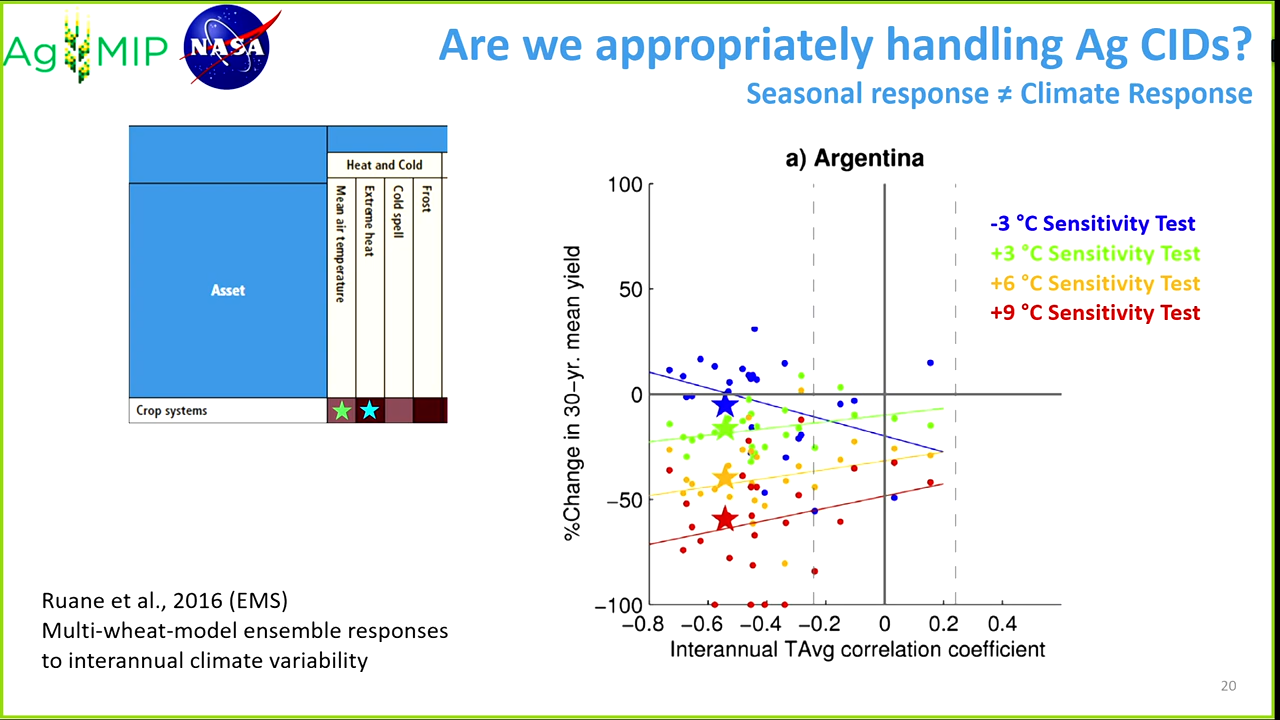 AgMIP
NASA
Are we appropriately handling Ag CIDs?
Seasonal response ≠ Climate Response
Heat and Cold
Mean air temperature
Extreme heat
Cold spell
Frost
Asset
Crop systems
a) Argentina
100
50
0
−50
−100
%Change in 30−yr. mean yield
−0.8
−0.6
−0.4
−0.2
0
0.2
0.4
Interannual TAvg correlation coefficient
-3 °C Sensitivity Test
+3 °C Sensitivity Test
+6 °C Sensitivity Test
+9 °C Sensitivity Test
Ruane et al., 2016 (EMS)
Multi-wheat-model ensemble responses
to interannual climate variability
20